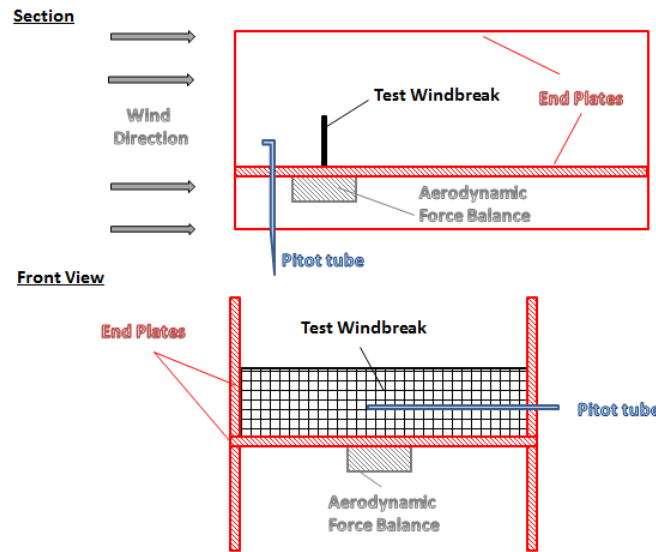 Section
Test Windbreak
End Plates
Wind
Direction
Aerodynamic
Force Balance
Pitot tube
Front View
End Plates
Test Windbreak
Pitot tube
Aerodynamic
Force Balance